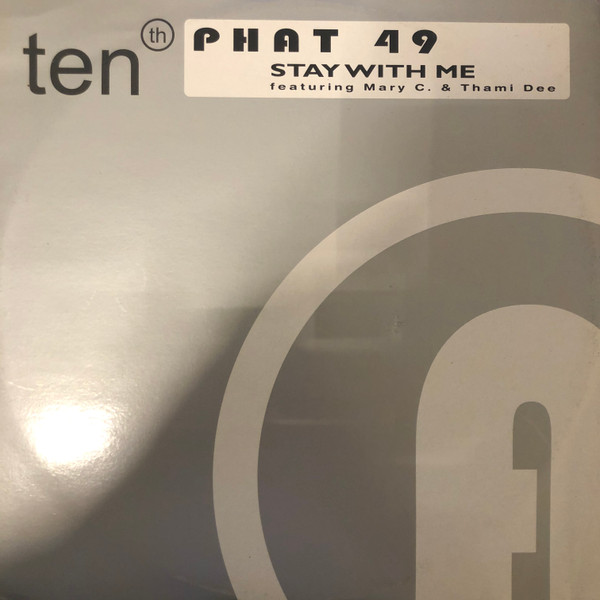 ten th
PHAT 49
STAY WITH ME
featuring Mary C. & Thami Dee